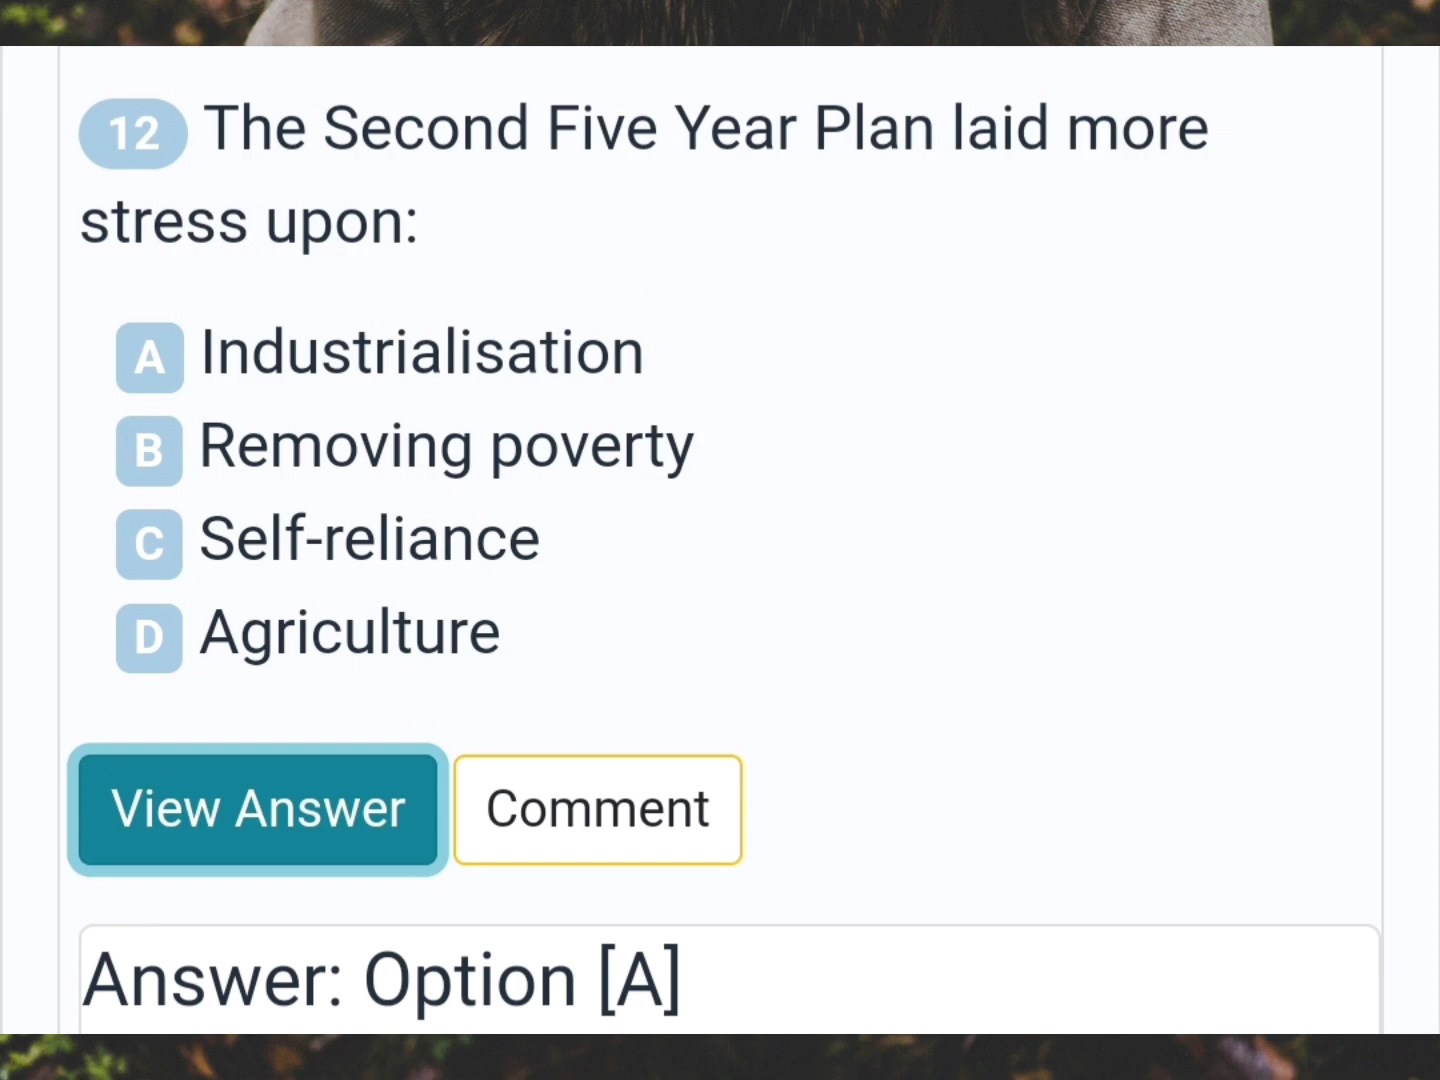 12 The Second Five Year Plan laid more
stress upon:
A Industrialisation
B Removing poverty
C Self-reliance
D Agriculture
View Answer Comment
Answer: Option [A]